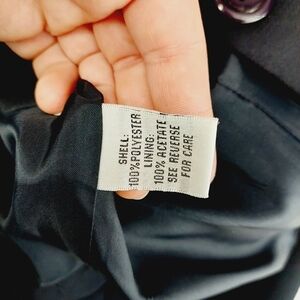 SHELL:
100%POLYESTER
LINING:
100% ACETATE
SEE REVERSE
FOR CARE